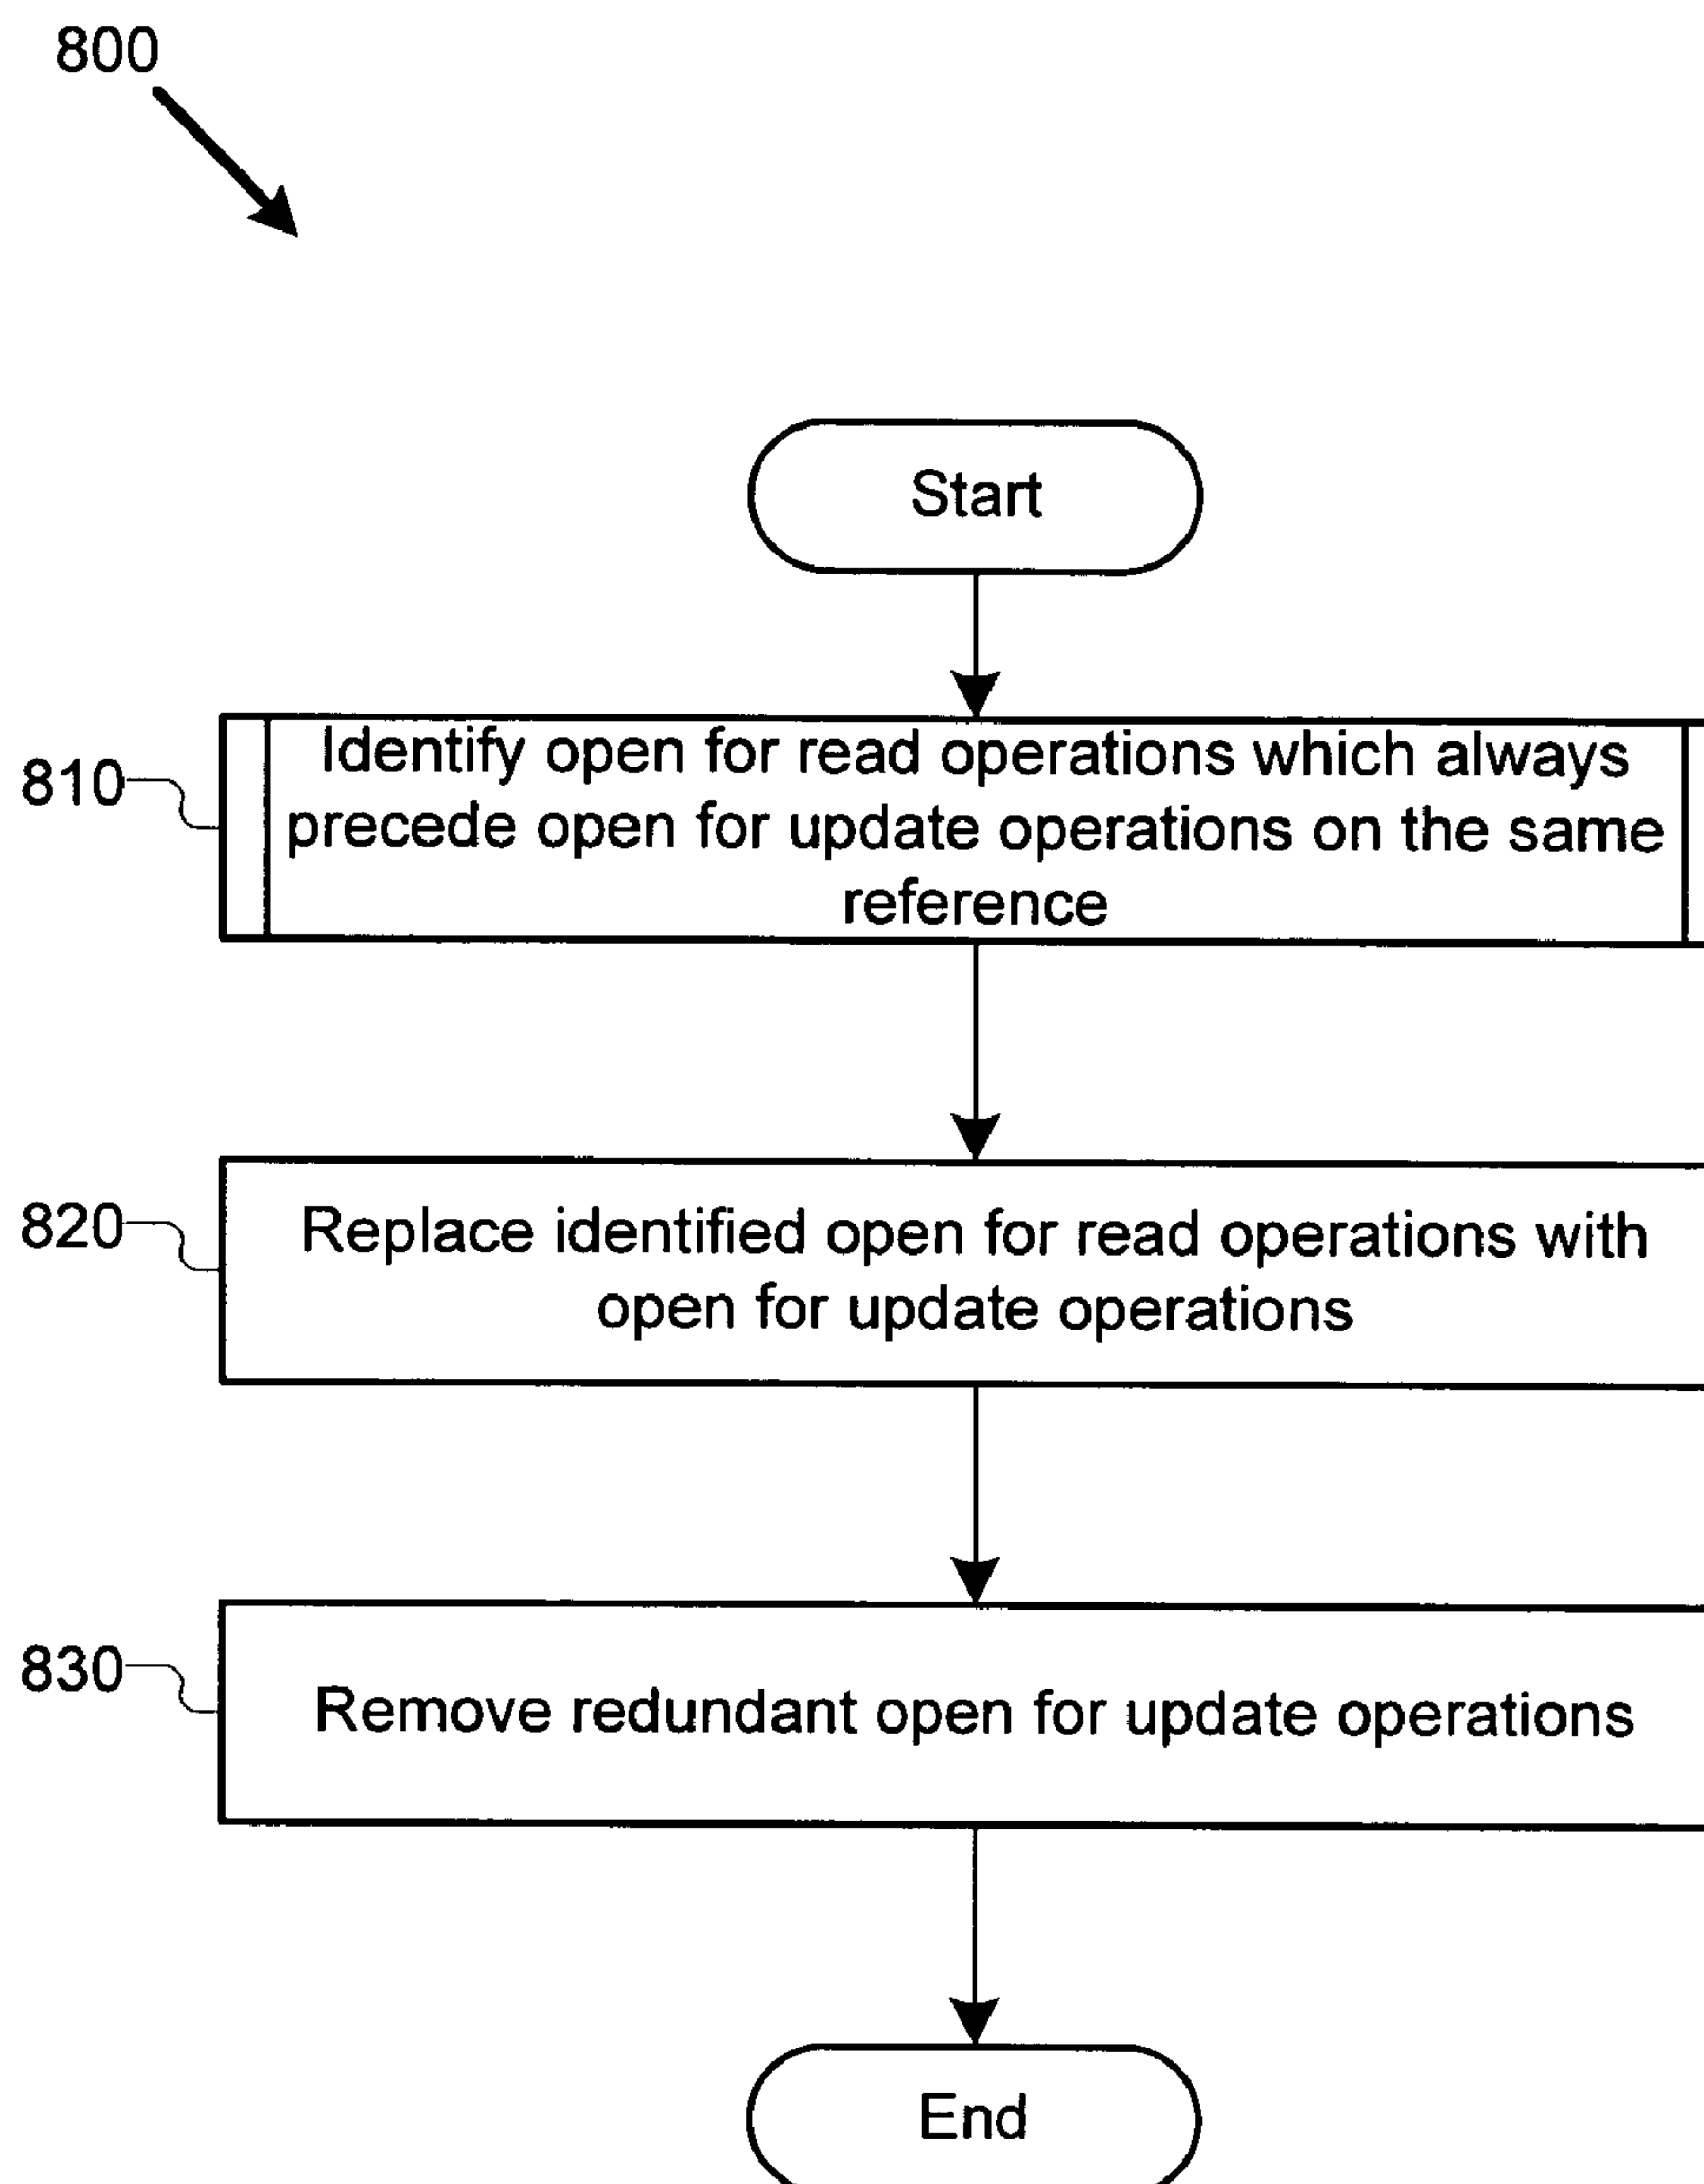 800
Start
810
Identify open for read operations which always
precede open for update operations on the same
reference
820
Replace identified open for read operations with
open for update operations
830
Remove redundant open for update operations
End